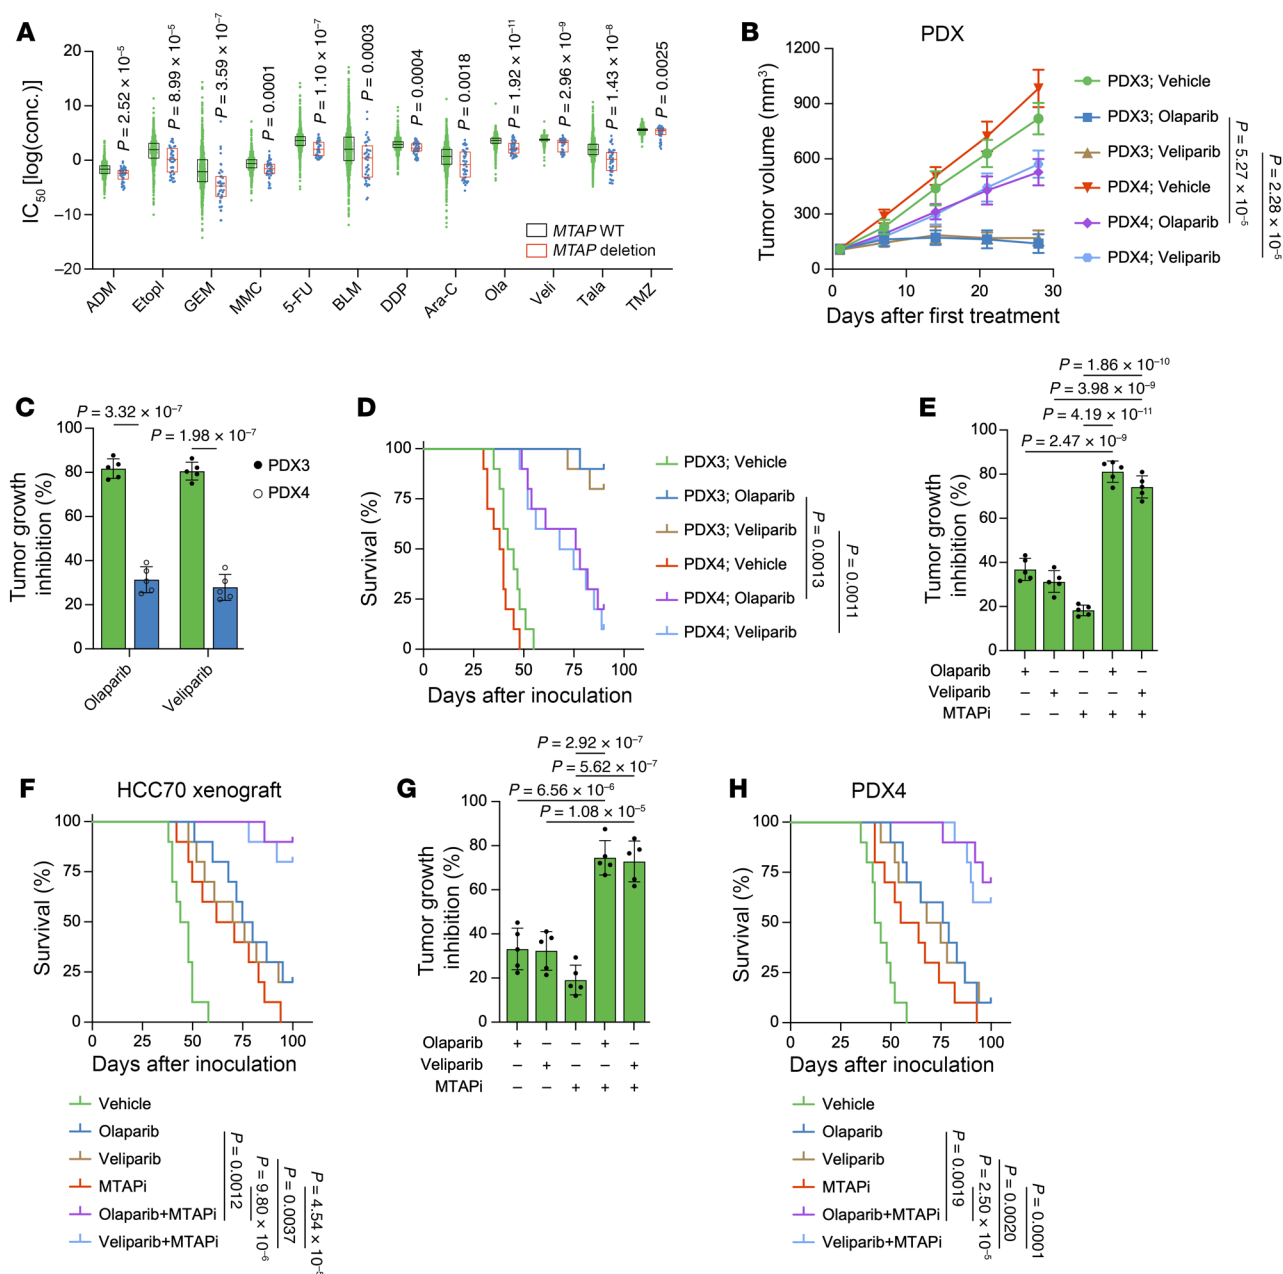 A
IC50 [log(conc.)]
20
10
0
–10
–20
P = 2.52 × 10–5
P = 8.99 × 10–5
P = 3.59 × 10–7
P = 0.0001
P = 1.10 × 10–7
P = 0.0003
P = 0.0004
P = 0.0018
P = 1.92 × 10–11
P = 2.96 × 10–9
P = 1.43 × 10–8
P = 0.0025
MTAP WT
MTAP deletion
ADM
EtopI
GEM
MMC
5-FU
BLM
DDP
Ara-C
Ola
Veli
Tala
TMZ
B
PDX
Tumor volume (mm3)
1200
900
600
300
0
0 10 20 30
Days after first treatment
PDX3; Vehicle
PDX3; Olaparib
PDX3; Veliparib
PDX4; Vehicle
PDX4; Olaparib
PDX4; Veliparib
P = 5.27 × 10–5
P = 2.28 × 10–5
C
P = 3.32 × 10–7
P = 1.98 × 10–7
Tumor growth
inhibition (%)
100
80
60
40
20
0
PDX3
PDX4
Olaparib
Veliparib
D
Survival (%)
100
75
50
25
0
0 25 50 75 100
Days after inoculation
PDX3; Vehicle
PDX3; Olaparib
PDX3; Veliparib
PDX4; Vehicle
PDX4; Olaparib
PDX4; Veliparib
P = 0.0013
P = 0.0011
E
P = 1.86 × 10–10
P = 3.98 × 10–9
P = 4.19 × 10–11
P = 2.47 × 10–9
Tumor growth
inhibition (%)
100
80
60
40
20
0
Olaparib + – – + –
Veliparib – + – – +
MTAPi – – + + +
F
HCC70 xenograft
Survival (%)
100
75
50
25
0
0 25 50 75 100
Days after inoculation
Vehicle
Olaparib
Veliparib
MTAPi
Olaparib+MTAPi
Veliparib+MTAPi
P = 0.0012
P = 9.80 × 10–6
P = 0.0037
P = 4.54 × 10
G
P = 2.92 × 10–7
P = 5.62 × 10–7
P = 6.56 × 10–6
P = 1.08 × 10–5
Tumor growth
inhibition (%)
100
80
60
40
20
0
Olaparib + – – + –
Veliparib – + – – +
MTAPi – – + + +
H
PDX4
Survival (%)
100
75
50
25
0
0 25 50 75 100
Days after inoculation
Vehicle
Olaparib
Veliparib
MTAPi
Olaparib+MTAPi
Veliparib+MTAPi
P = 0.0019
P = 2.50 × 10–5
P = 0.0020
P = 0.0001